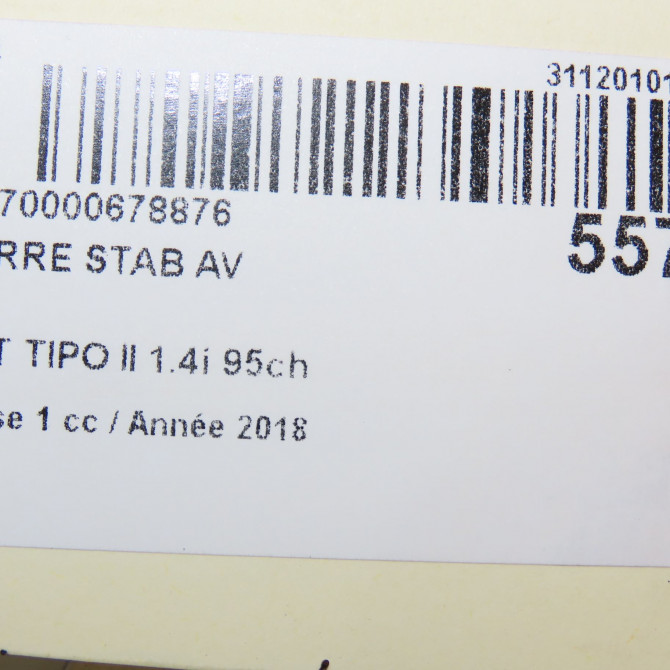 31120101
70000678876
557
RRE STAB AV
T TIPO II 1.4i 95ch
se 1 cc / Année 2018